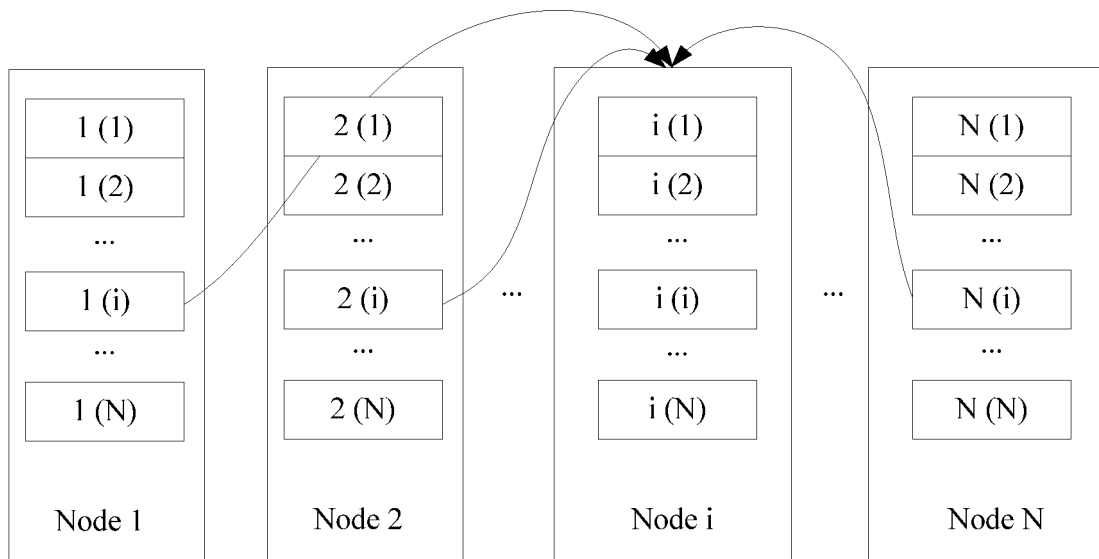 1 (1)
1 (2)
...
1 (i)
...
1 (N)
Node 1
2 (1)
2 (2)
...
2 (i)
...
2 (N)
Node 2
...
i (1)
i (2)
...
i (i)
...
i (N)
Node i
...
N (1)
N (2)
...
N (i)
...
N (N)
Node N